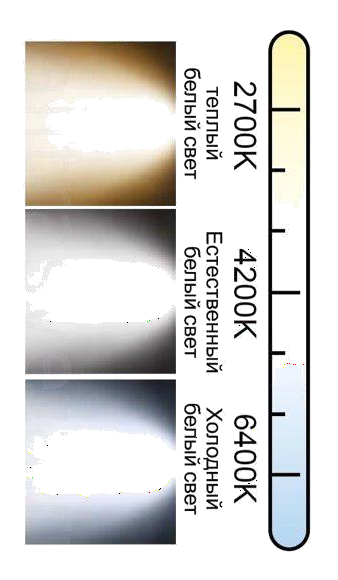 2700K
теплый
белый свет
4200K
Естественный
белый свет
6400K
Холодный
белый свет